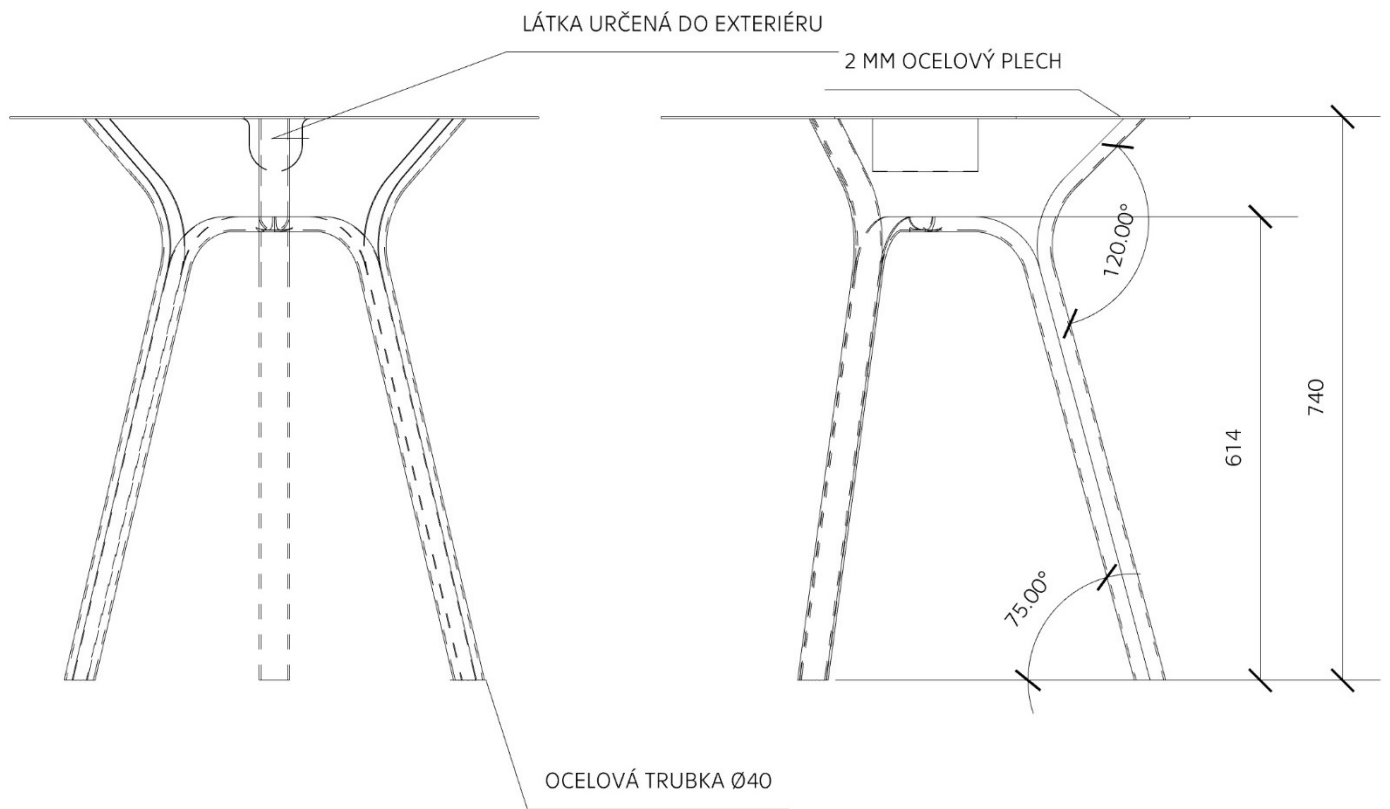 LÁTKA URČENÁ DO EXTERIÉRU
2 MM OCELOVÝ PLECH
120.00°
740
614
75.00°
OCELOVÁ TRUBKA Ø40